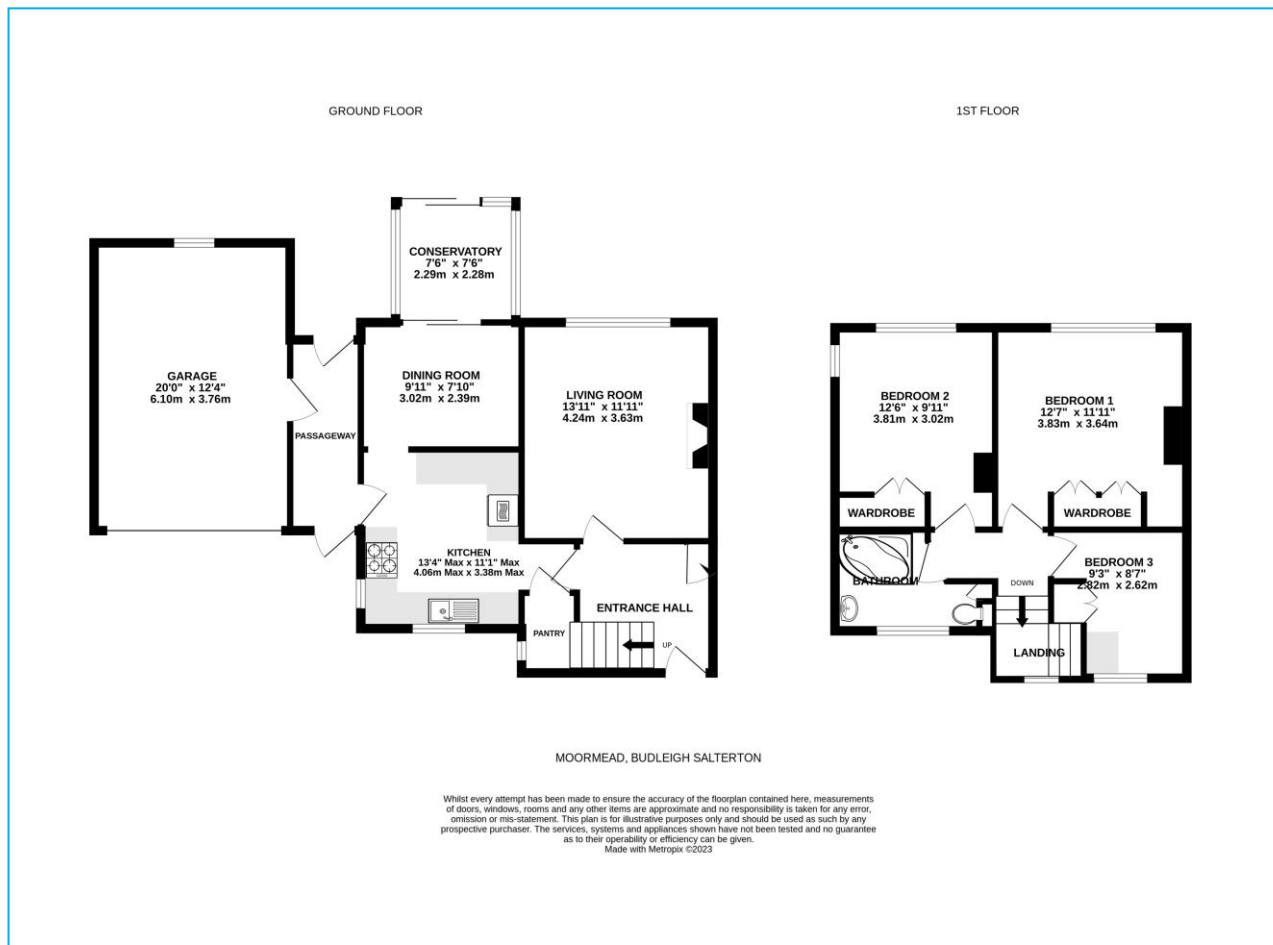 GROUND FLOOR
1ST FLOOR
CONSERVATORY
7'6" x 7'6"
2.29m x 2.28m
GARAGE
20'0" x 12'4"
6.10m x 3.76m
PASSAGEWAY
DINING ROOM
9'11" x 7'10"
3.02m x 2.39m
LIVING ROOM
13'11" x 11'11"
4.24m x 3.63m
KITCHEN
13'4" Max x 11'1" Max
4.06m Max x 3.38m Max
ENTRANCE HALL
PANTRY
UP
BEDROOM 2
12'6" x 9'11"
3.81m x 3.02m
BEDROOM 1
12'7" x 11'11"
3.83m x 3.64m
WARDROBE
WARDROBE
BATHROOM
BEDROOM 3
9'3" x 8'7"
2.82m x 2.62m
DOWN
LANDING
MOORMEAD, BUDLEIGH SALTERTON
Whilst every attempt has been made to ensure the accuracy of the floorplan contained here, measurements
of doors, windows, rooms and any other items are approximate and no responsibility is taken for any error,
omission or mis-statement. This plan is for illustrative purposes only and should be used as such by any
prospective purchaser. The services, systems and appliances shown have not been tested and no guarantee
as to their operability or efficiency can be given.
Made with Metropix ©2023